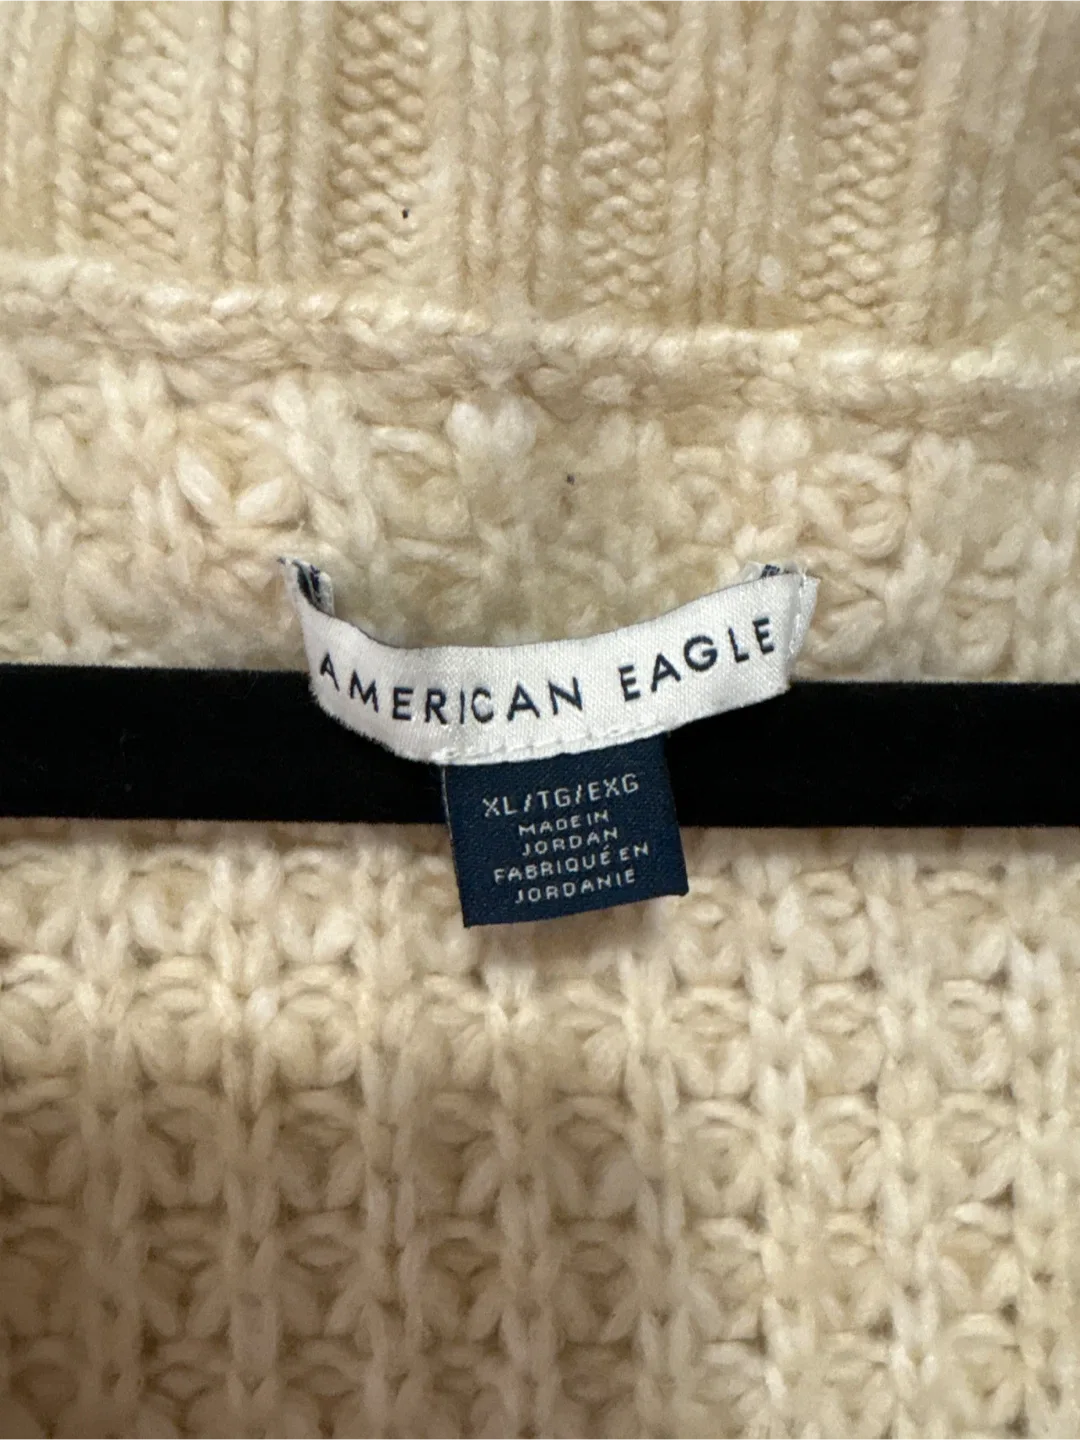 AMERICAN EAGLE
XL/TG/EXG
MADE IN
JORDAN
FABRIQUÉ EN
JORDANIE